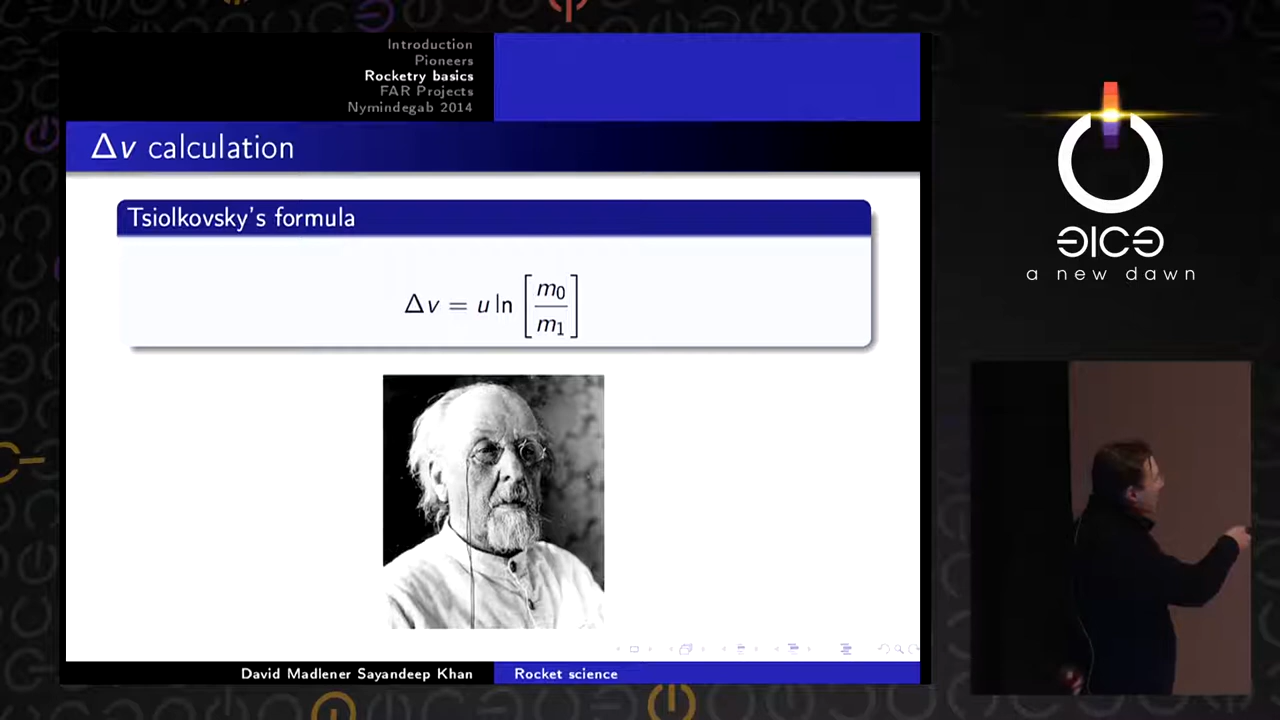 Introduction
Pioneers
Rocketry basics
FAR Projects
Nymindegab 2014
Δv calculation
Tsiolkovsky's formula
Δv = u ln [m₀/m₁]
David Madlener Sayandeep Khan
Rocket science
ƎICE
a new dawn